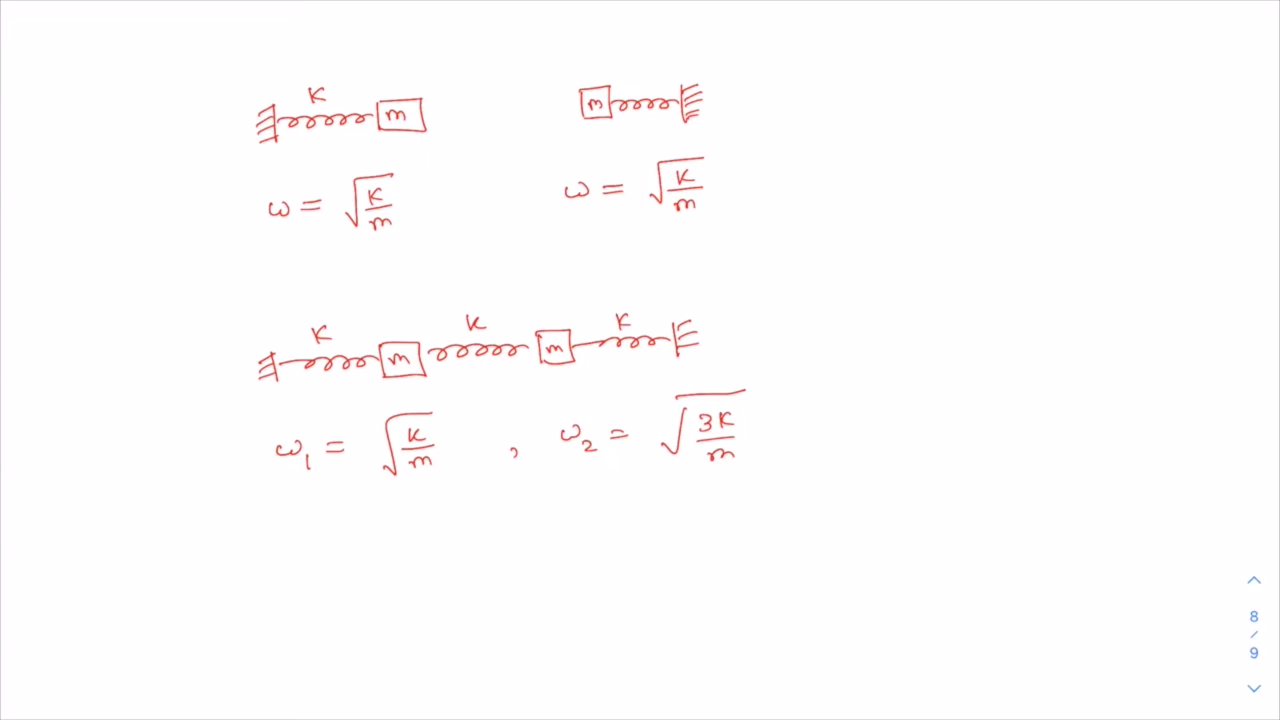 K
m
m
ω = √(K/m)
ω = √(K/m)
K K K
m m
ω₁ = √(K/m) , ω₂ = √(3K/m)
8
/
9